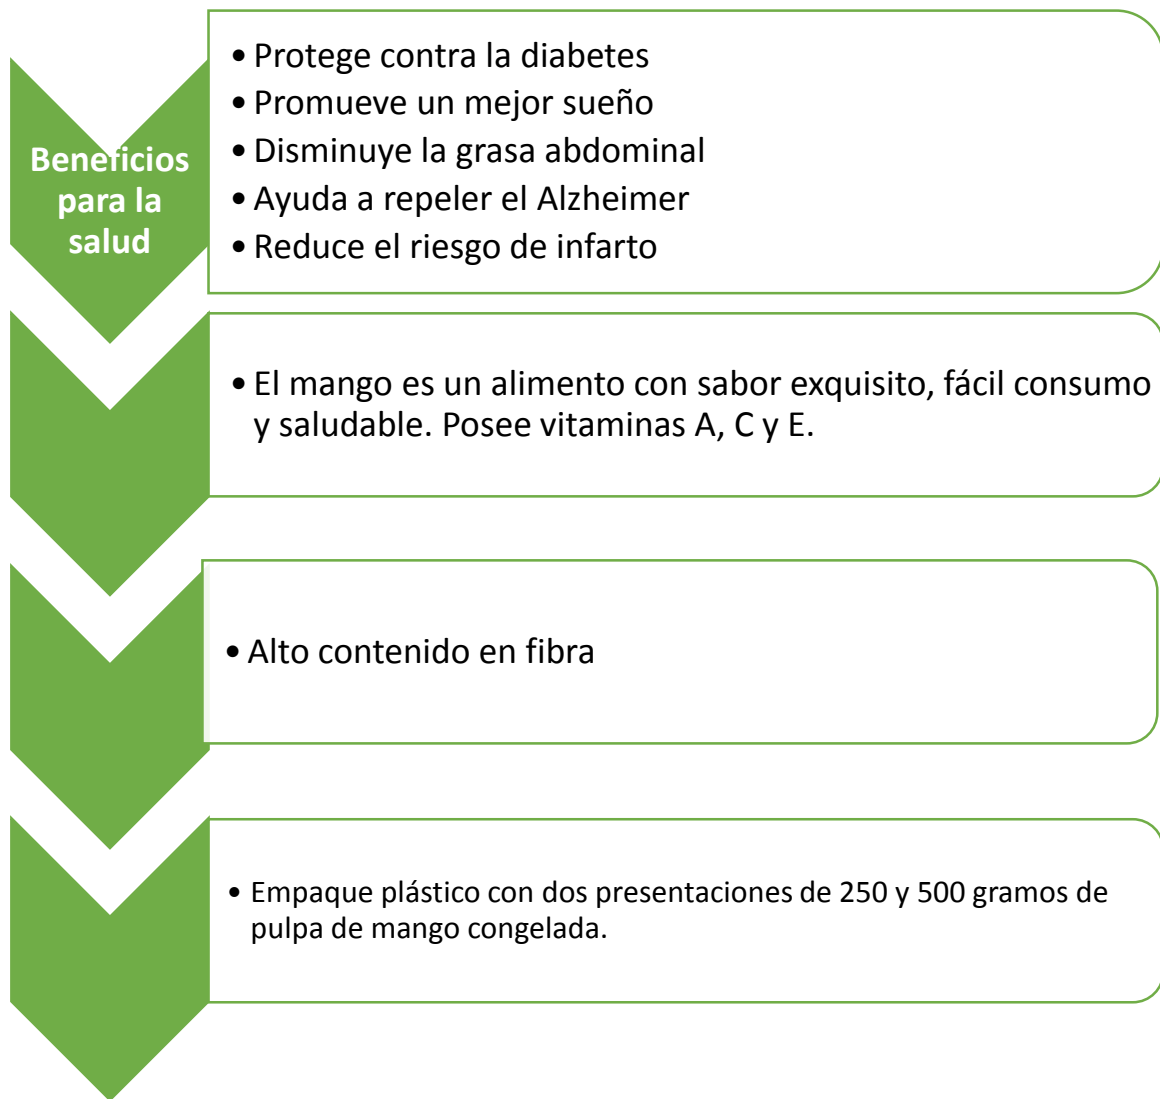 Beneficios
para la
salud
• Protege contra la diabetes
• Promueve un mejor sueño
• Disminuye la grasa abdominal
• Ayuda a repeler el Alzheimer
• Reduce el riesgo de infarto
• El mango es un alimento con sabor exquisito, fácil consumo
y saludable. Posee vitaminas A, C y E.
• Alto contenido en fibra
• Empaque plástico con dos presentaciones de 250 y 500 gramos de
pulpa de mango congelada.